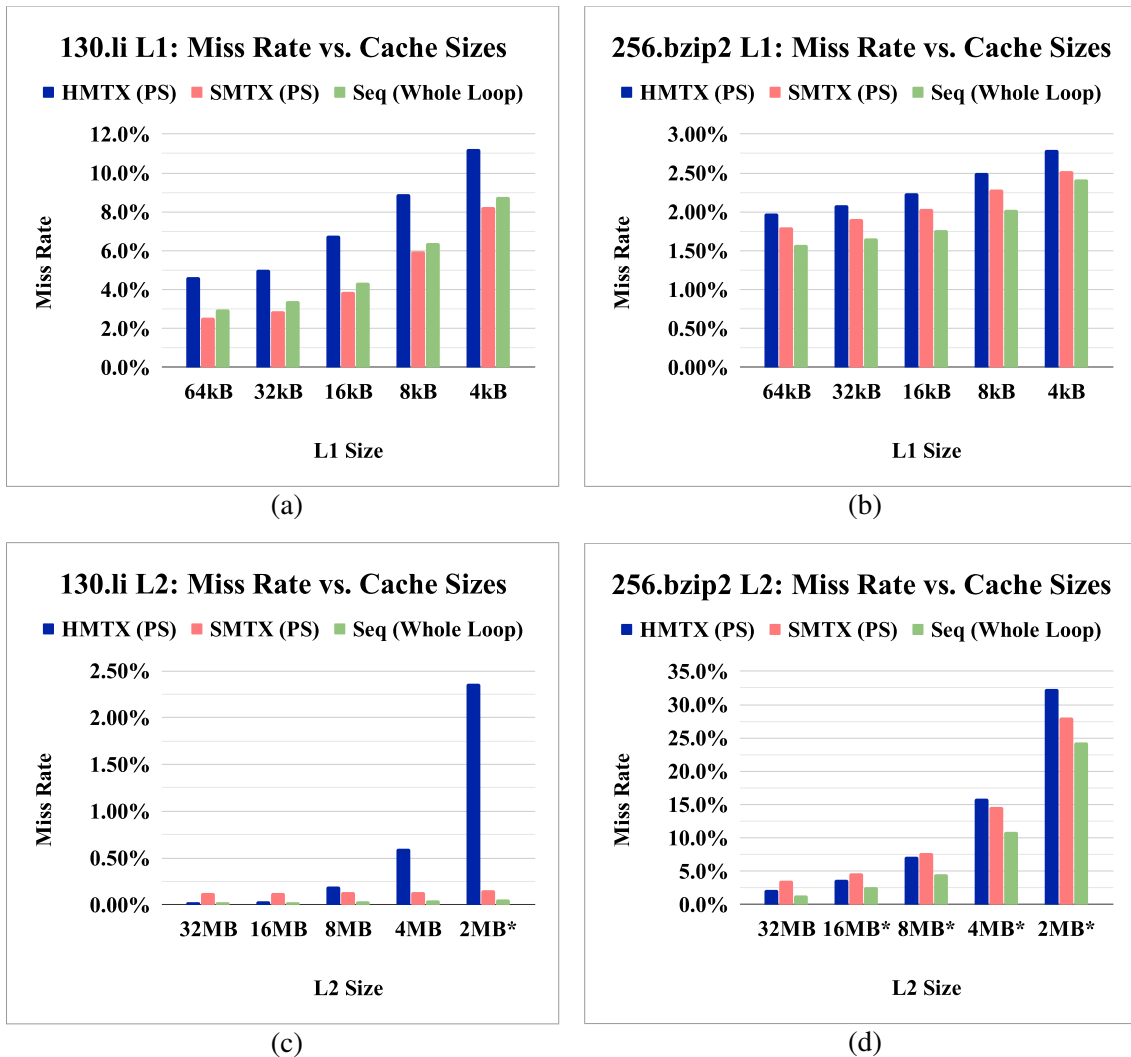 130.li L1: Miss Rate vs. Cache Sizes
HMTX (PS) SMTX (PS) Seq (Whole Loop)
12.0%
10.0%
8.0%
6.0%
4.0%
2.0%
0.0%
Miss Rate
64kB 32kB 16kB 8kB 4kB
L1 Size
(a)
256.bzip2 L1: Miss Rate vs. Cache Sizes
HMTX (PS) SMTX (PS) Seq (Whole Loop)
3.00%
2.50%
2.00%
1.50%
1.00%
0.50%
0.00%
Miss Rate
64kB 32kB 16kB 8kB 4kB
L1 Size
(b)
130.li L2: Miss Rate vs. Cache Sizes
HMTX (PS) SMTX (PS) Seq (Whole Loop)
2.50%
2.00%
1.50%
1.00%
0.50%
0.00%
Miss Rate
32MB 16MB 8MB 4MB 2MB*
L2 Size
(c)
256.bzip2 L2: Miss Rate vs. Cache Sizes
HMTX (PS) SMTX (PS) Seq (Whole Loop)
35.0%
30.0%
25.0%
20.0%
15.0%
10.0%
5.0%
0.0%
Miss Rate
32MB 16MB* 8MB* 4MB* 2MB*
L2 Size
(d)